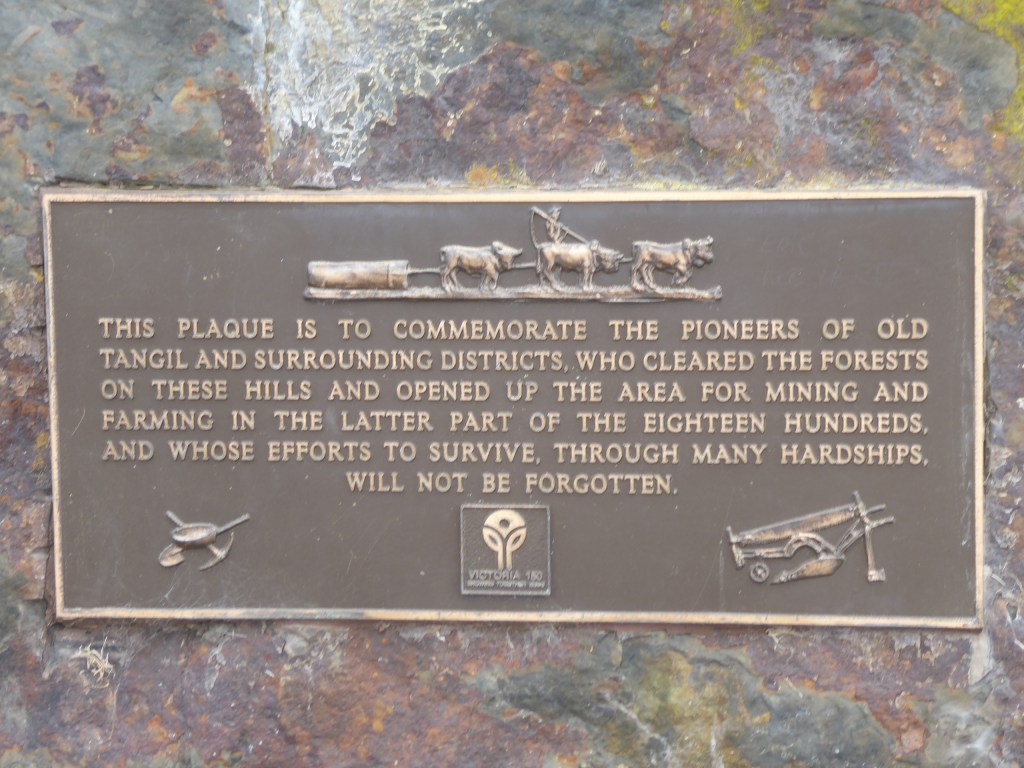 THIS PLAQUE IS TO COMMEMORATE THE PIONEERS OF OLD
TANGIL AND SURROUNDING DISTRICTS, WHO CLEARED THE FORESTS
ON THESE HILLS AND OPENED UP THE AREA FOR MINING AND
FARMING IN THE LATTER PART OF THE EIGHTEEN HUNDREDS,
AND WHOSE EFFORTS TO SURVIVE, THROUGH MANY HARDSHIPS,
WILL NOT BE FORGOTTEN.
VICTORIA 150
GROWING TOGETHER